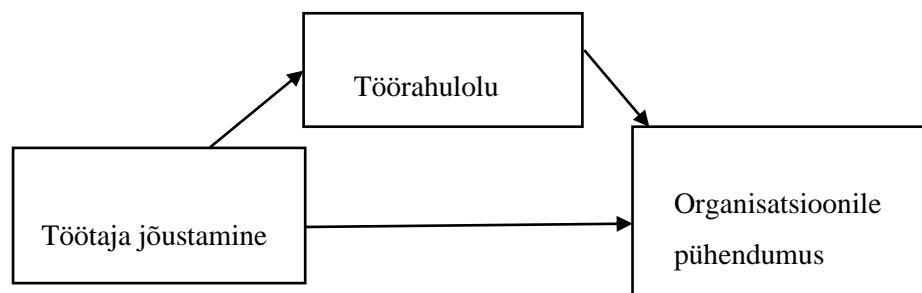 Töörahulolu
Töötaja jõustamine
Organisatsioonile
pühendumus